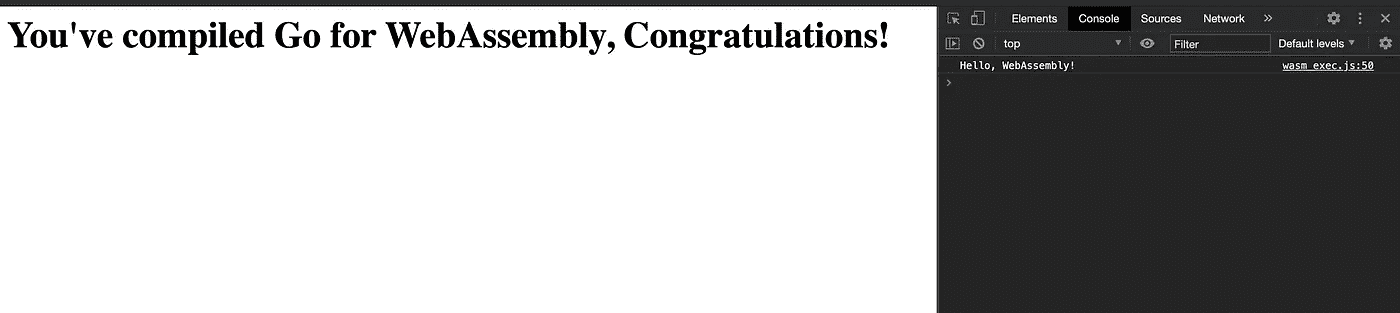 You've compiled Go for WebAssembly, Congratulations!
Elements Console Sources Network »
top Filter Default levels
Hello, WebAssembly! wasm_exec.js:50